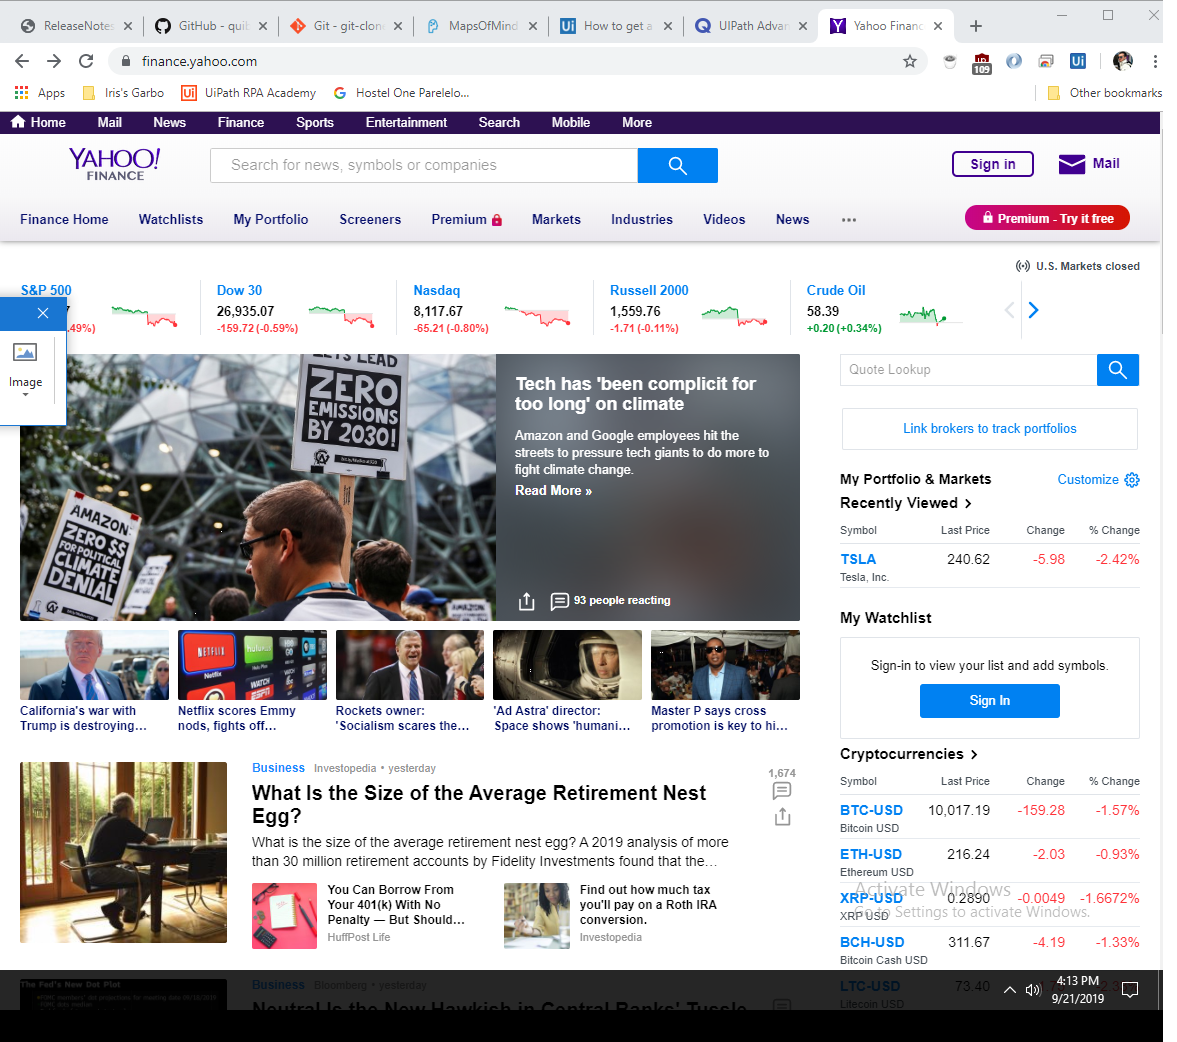 ReleaseNotes
GitHub - quib
Git - git-clone
MapsOfMind
How to get a
UIPath Advan
Yahoo Financ
finance.yahoo.com
109
Apps
Iris's Garbo
UiPath RPA Academy
Hostel One Parelelo...
Other bookmarks
Home Mail News Finance Sports Entertainment Search Mobile More
YAHOO!
FINANCE
Search for news, symbols or companies
Sign in
Mail
Finance Home Watchlists My Portfolio Screeners Premium Markets Industries Videos News ...
Premium - Try it free
U.S. Markets closed
S&P 500
.49%)
Dow 30
26,935.07
-159.72 (-0.59%)
Nasdaq
8,117.67
-65.21 (-0.80%)
Russell 2000
1,559.76
-1.71 (-0.11%)
Crude Oil
58.39
+0.20 (+0.34%)
Image
LET'S LEAD
ZERO
EMISSIONS
BY 2030!
AMAZON:
ZERO $$
FOR POLITICAL
CLIMATE
DENIAL
AMAZON
Tech has 'been complicit for
too long' on climate
Amazon and Google employees hit the
streets to pressure tech giants to do more to
fight climate change.
Read More »
93 people reacting
Quote Lookup
Link brokers to track portfolios
My Portfolio & Markets
Customize
Recently Viewed
Symbol Last Price Change % Change
TSLA 240.62 -5.98 -2.42%
Tesla, Inc.
My Watchlist
Sign-in to view your list and add symbols.
Sign In
NETFLIX
Netflix
hulu
WATCH
California's war with
Trump is destroying...
Netflix scores Emmy
nods, fights off...
Rockets owner:
'Socialism scares the...
'Ad Astra' director:
Space shows 'humani...
Master P says cross
promotion is key to hi...
Business Investopedia • yesterday
1,674
What Is the Size of the Average Retirement Nest
Egg?
What is the size of the average retirement nest egg? A 2019 analysis of more
than 30 million retirement accounts by Fidelity Investments found that the...
You Can Borrow From
Your 401(k) With No
Penalty — But Should...
HuffPost Life
Find out how much tax
you'll pay on a Roth IRA
conversion.
Investopedia
Cryptocurrencies
Symbol Last Price Change % Change
BTC-USD 10,017.19 -159.28 -1.57%
Bitcoin USD
ETH-USD 216.24 -2.03 -0.93%
Ethereum USD
XRP-USD 0.2890 -0.0049 -1.6672%
XRP USD
BCH-USD 311.67 -4.19 -1.33%
Bitcoin Cash USD
LTC-USD 73.40
Litecoin USD
Activate Windows
Go to Settings to activate Windows.
The Fed's New Dot Plot
Business Bloomberg • yesterday
Neutral Is the New Hawkish in Central Banks' Tussle
4:13 PM
9/21/2019